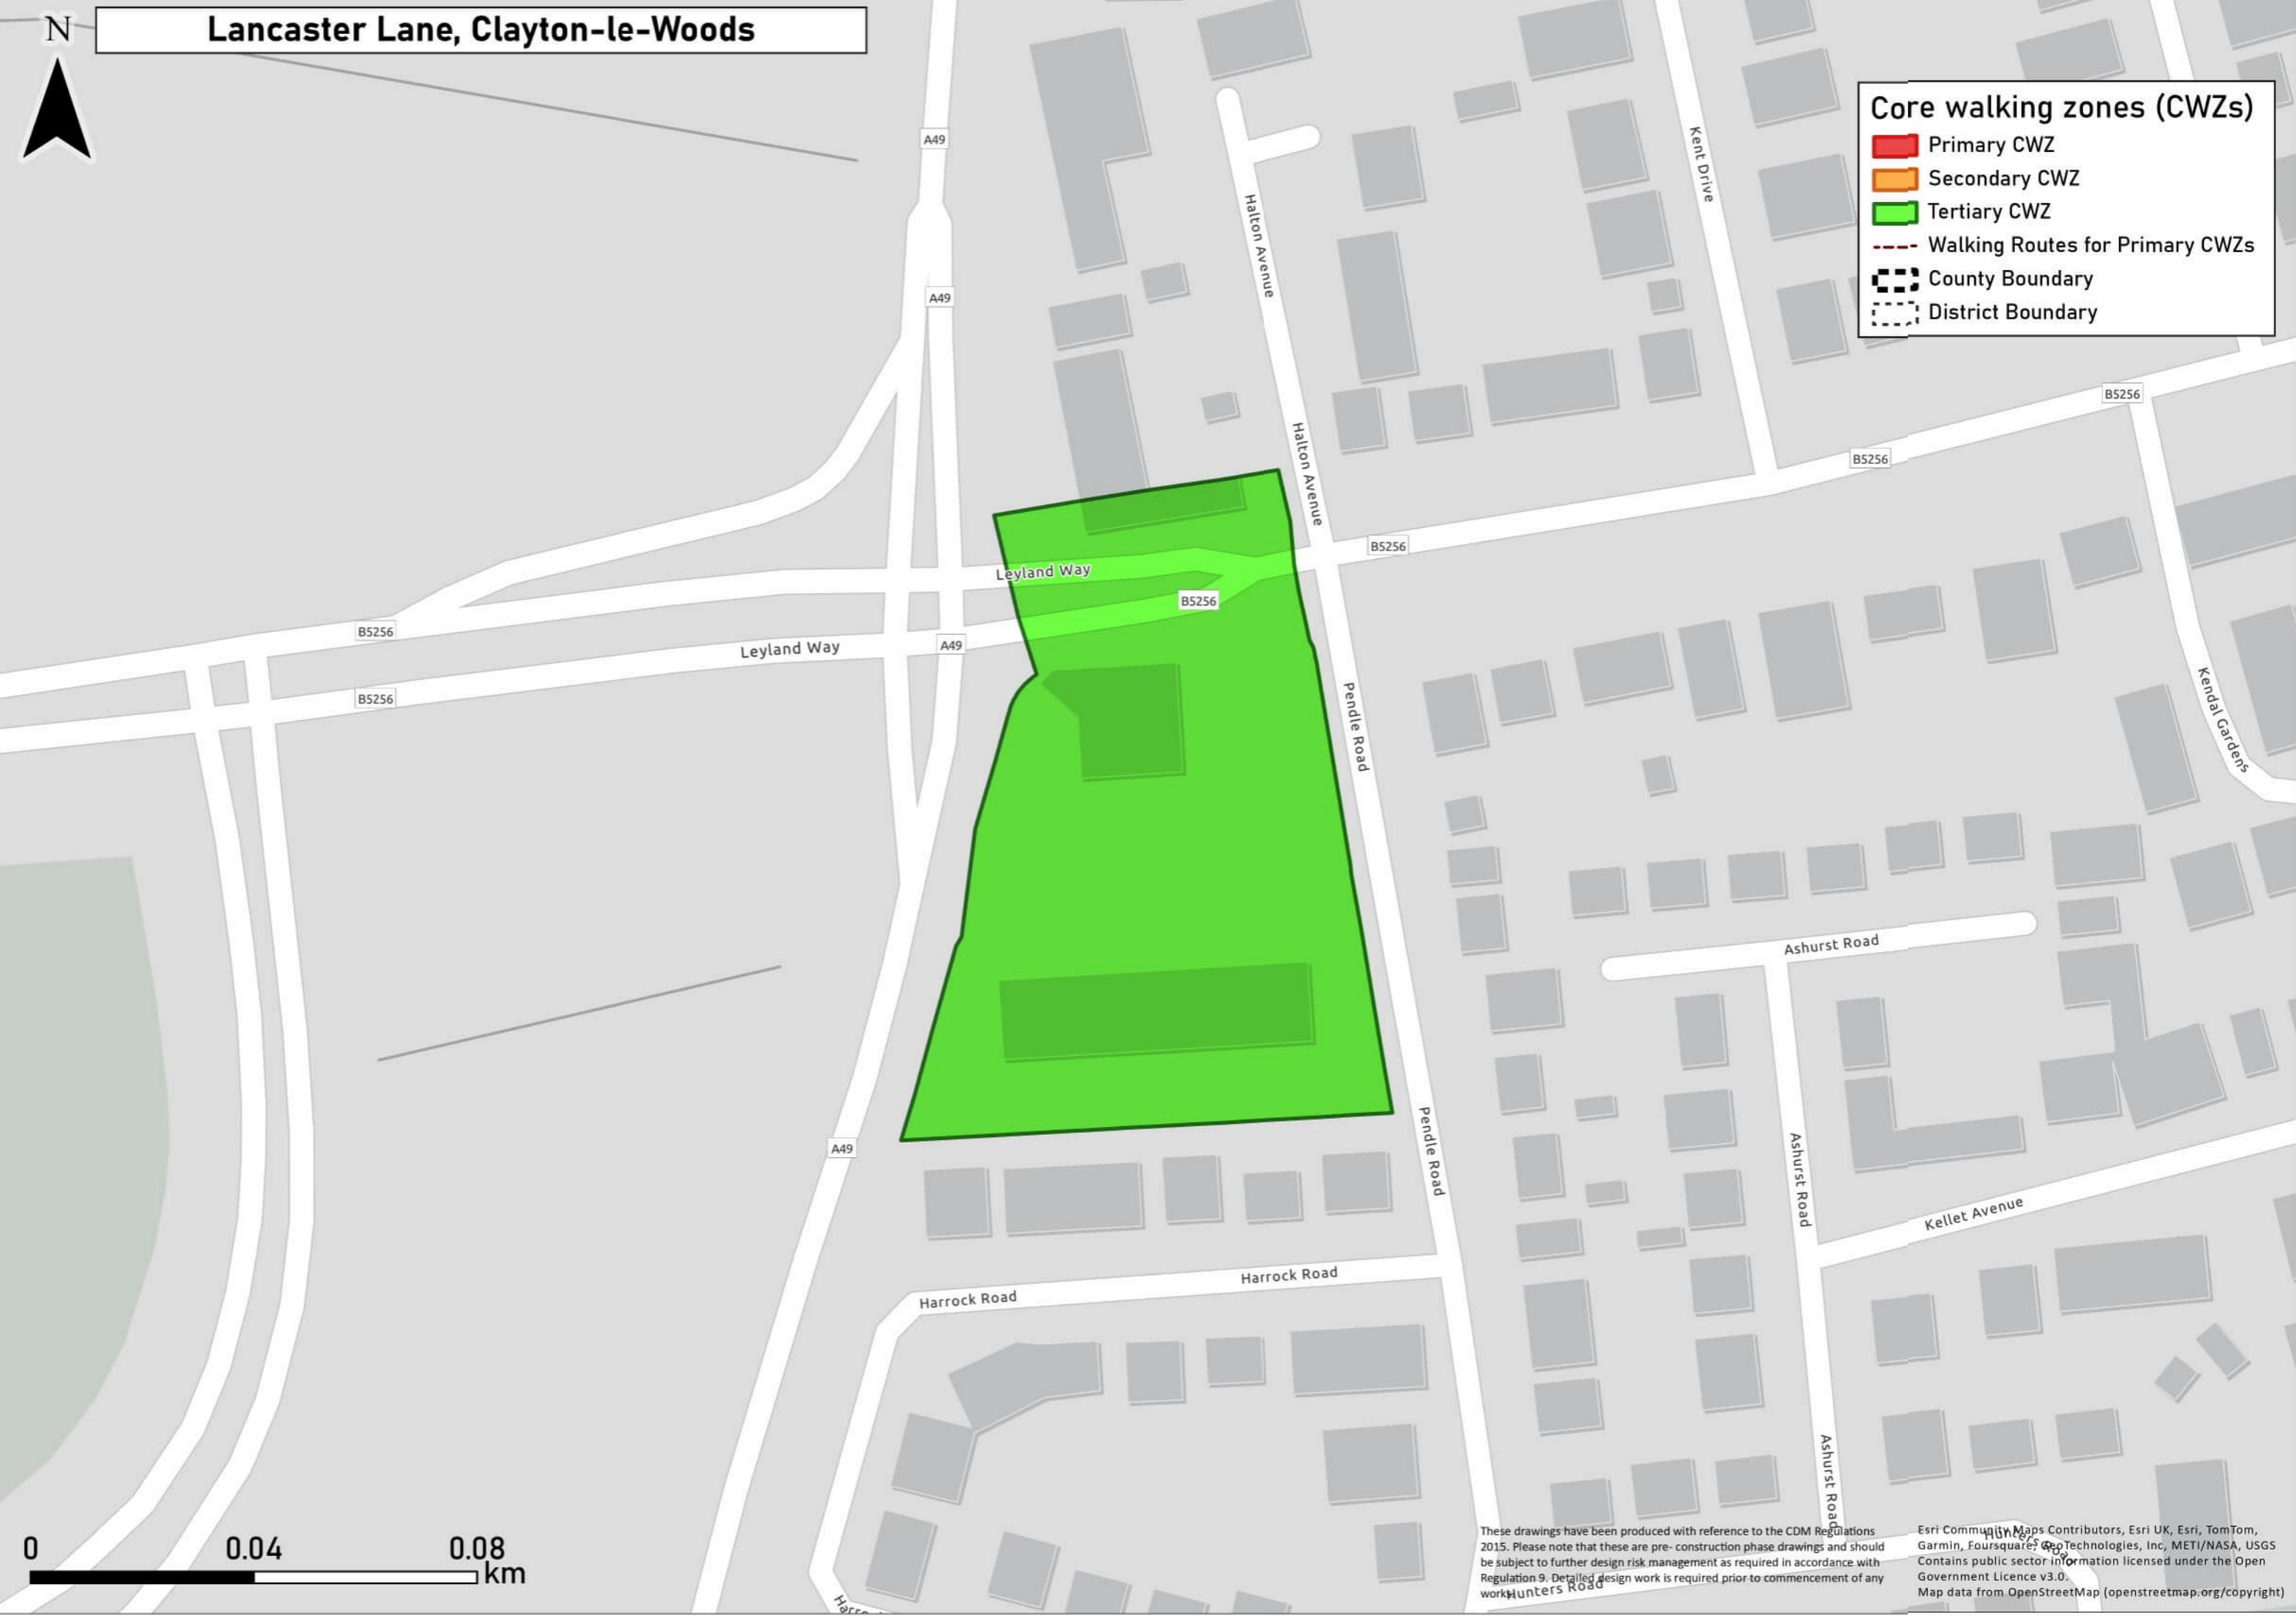 N
Lancaster Lane, Clayton-le-Woods
Core walking zones (CWZs)
Primary CWZ
Secondary CWZ
Tertiary CWZ
Walking Routes for Primary CWZs
County Boundary
District Boundary
A49
Kent Drive
Halton Avenue
A49
B5256
B5256
Halton Avenue
B5256
Leyland Way
B5256
B5256
A49
Leyland Way
B5256
Pendle Road
Kendal Gardens
Ashurst Road
A49
Pendle Road
Ashurst Road
Kellet Avenue
Harrock Road
Harrock Road
Ashurst Road
Hunters Road
Hunters Road
0 0.04 0.08
km
These drawings have been produced with reference to the CDM Regulations
2015. Please note that these are pre- construction phase drawings and should
be subject to further design risk management as required in accordance with
Regulation 9. Detailed design work is required prior to commencement of any
works.
Esri Community Maps Contributors, Esri UK, Esri, TomTom,
Garmin, Foursquare, GeoTechnologies, Inc, METI/NASA, USGS
Contains public sector information licensed under the Open
Government Licence v3.0.
Map data from OpenStreetMap (openstreetmap.org/copyright)